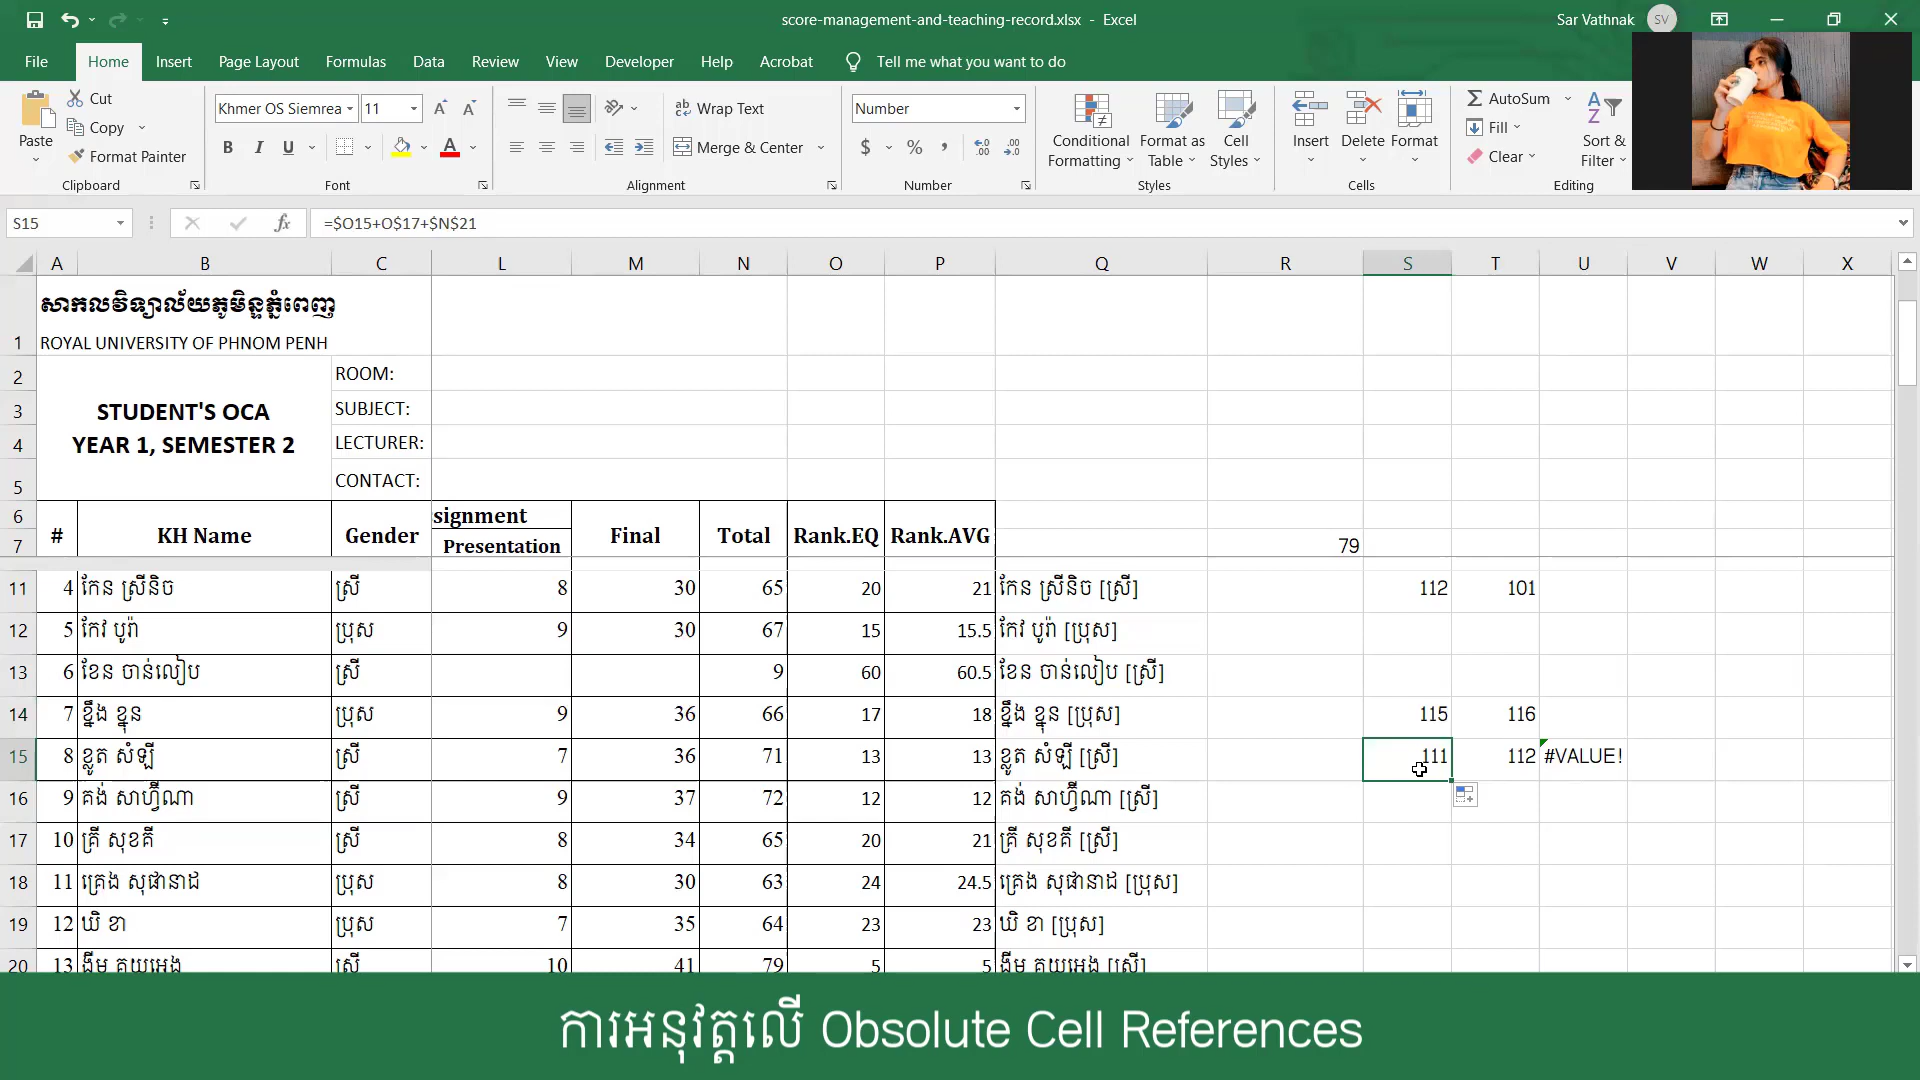 score-management-and-teaching-record.xlsx - Excel
Sar Vathnak
SV
File Home Insert Page Layout Formulas Data Review View Developer Help Acrobat Tell me what you want to do
Paste
Cut
Copy
Format Painter
Clipboard
Khmer OS Siemrea 11
B I U
Font
Wrap Text
Merge & Center
Alignment
Number
$ % ,
Number
Conditional Formatting
Format as Table
Cell Styles
Styles
Insert Delete Format
Cells
AutoSum
Fill
Clear
Sort & Filter
Editing
S15 fx =$O15+O$17+$N$21
A B C L M N O P Q R S T U V W X
សាកលវិទ្យាល័យភូមិន្ទភ្នំពេញ
1 ROYAL UNIVERSITY OF PHNOM PENH
2 ROOM:
3 SUBJECT:
STUDENT'S OCA
YEAR 1, SEMESTER 2
4 LECTURER:
5 CONTACT:
6 signment
7 # KH Name Gender Presentation Final Total Rank.EQ Rank.AVG 79
11 4 កែន ស្រីនិច ស្រី 8 30 65 20 21 កែន ស្រីនិច [ស្រី] 112 101
12 5 កែវ បូរ៉ា ប្រុស 9 30 67 15 15.5 កែវ បូរ៉ា [ប្រុស]
13 6 ខែន ចាន់លៀប ស្រី 9 60 60.5 ខែន ចាន់លៀប [ស្រី]
14 7 ខ្នឹង ខ្នុន ប្រុស 9 36 66 17 18 ខ្នឹង ខ្នុន [ប្រុស] 115 116
15 8 ខ្លូត សំឡី ស្រី 7 36 71 13 13 ខ្លូត សំឡី [ស្រី] 111 112 #VALUE!
16 9 គង់ សាហ្វ៊ីណា ស្រី 9 37 72 12 12 គង់ សាហ្វ៊ីណា [ស្រី]
17 10 គ្រី សុខគី ស្រី 8 34 65 20 21 គ្រី សុខគី [ស្រី]
18 11 គ្រេង សុផានាដ ប្រុស 8 30 63 24 24.5 គ្រេង សុផានាដ [ប្រុស]
19 12 ឃិ ខា ប្រុស 7 35 64 23 23 ឃិ ខា [ប្រុស]
20 13 ងីម គុយអេង ស្រី 10 41 79 5 5 ងីម គុយអេង [ស្រី]
ការអនុវត្តលើ Obsolute Cell References